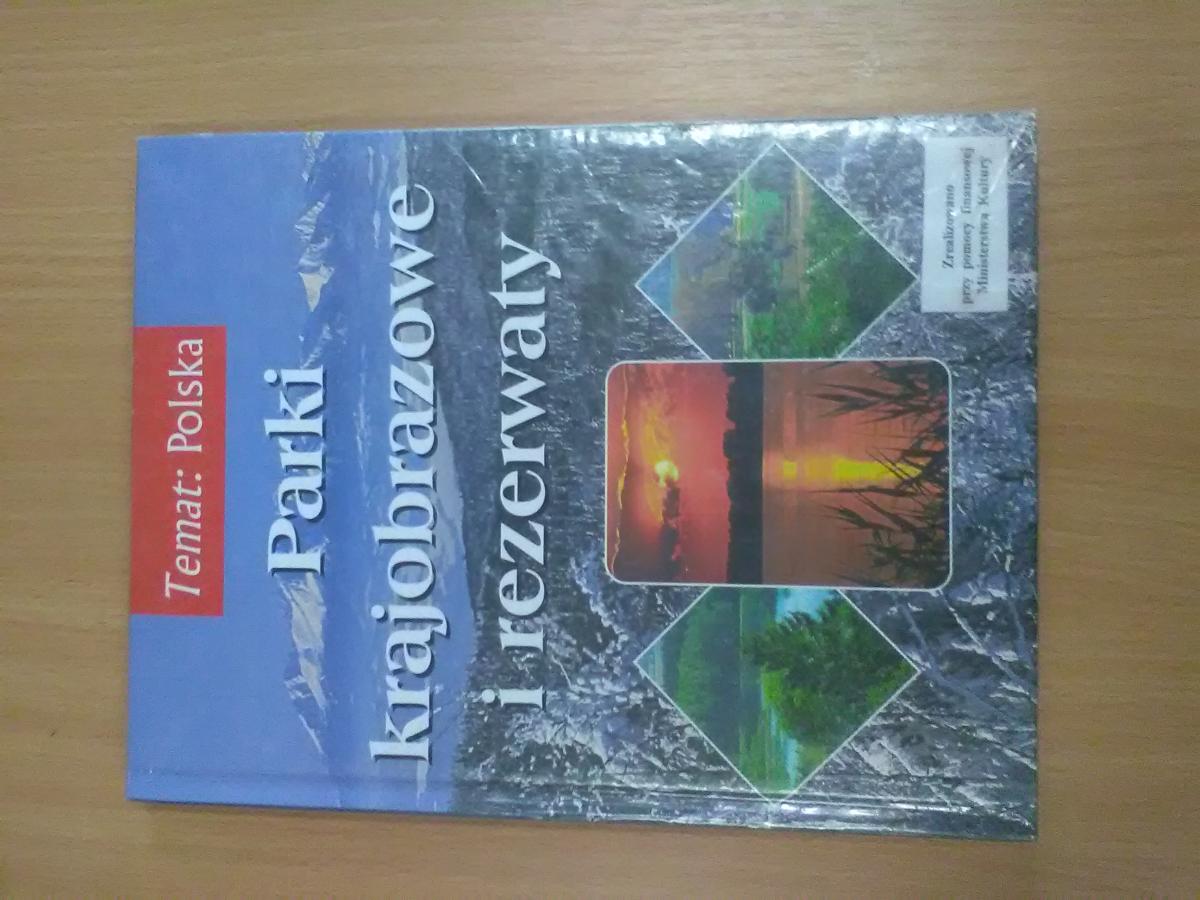 Temat: Polska
Parki
krajobrazowe
i rezerwaty
Zrealizowano
przy pomocy finansowej
Ministerstwa Kultury